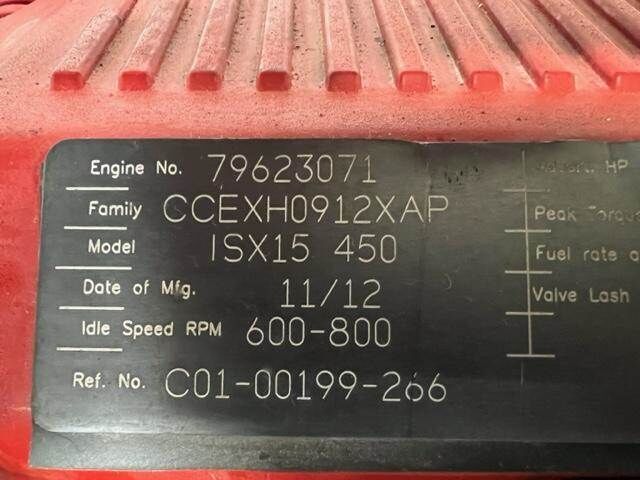 Engine No. 79623071
Advert. HP
Family CCEXH0912XAP
Peak Torque
Model ISX15 450
Fuel rate a
Date of Mfg. 11/12
Valve Lash
Idle Speed RPM 600-800
Ref. No. C01-00199-266